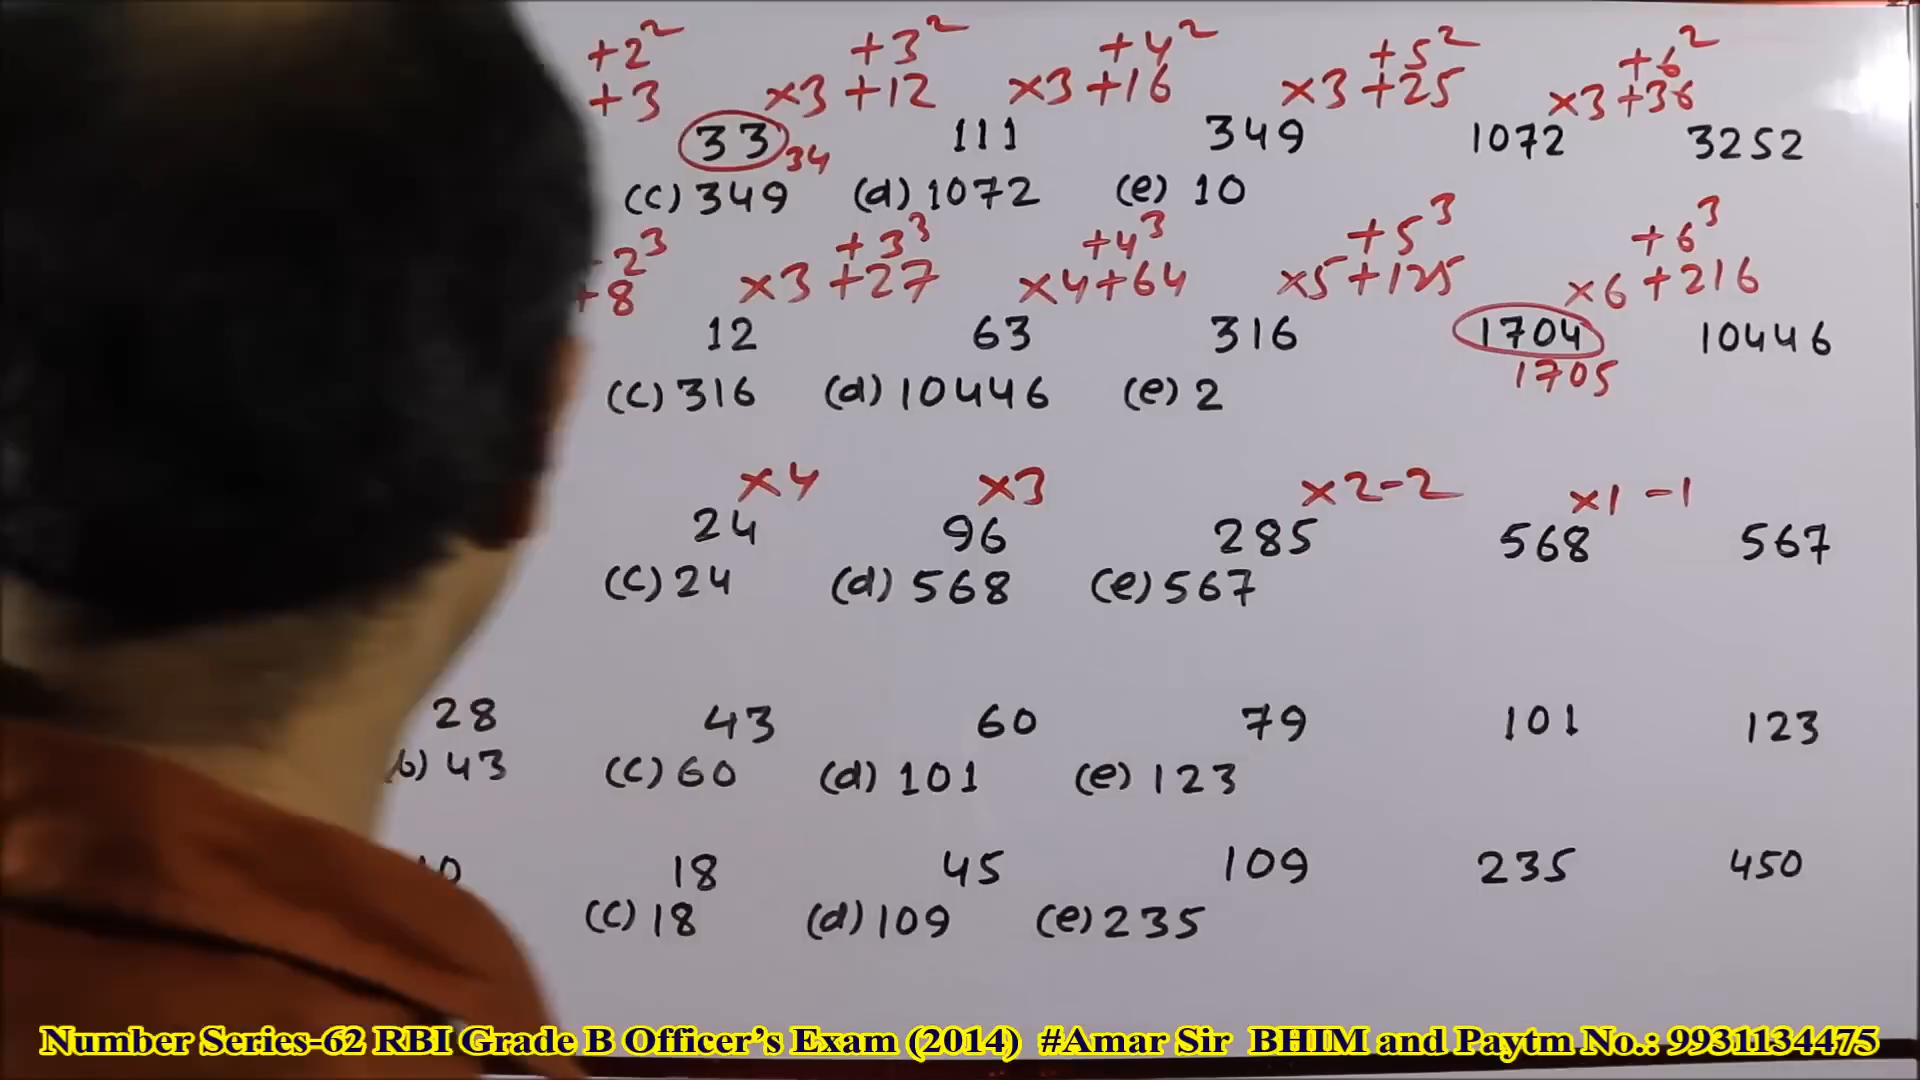 +2² +3² +4² +5² +6²
+3 ×3 +12 ×3 +16 ×3 +25 ×3 +36
33 34 111 349 1072 3252
(c) 349 (d) 1072 (e) 10
2³ +3³ +4³ +5³ +6³
+8 ×3 +27 ×4 +64 ×5 +125 ×6 +216
12 63 316 1704 10446
1705
(c) 316 (d) 10446 (e) 2
×4 ×3 ×2-2 ×1 -1
24 96 285 568 567
(c) 24 (d) 568 (e) 567
28 43 60 79 101 123
b) 43 (c) 60 (d) 101 (e) 123
18 45 109 235 450
(c) 18 (d) 109 (e) 235
Number Series-62 RBI Grade B Officer's Exam (2014) #Amar Sir BHIM and Paytm No.: 9931134475